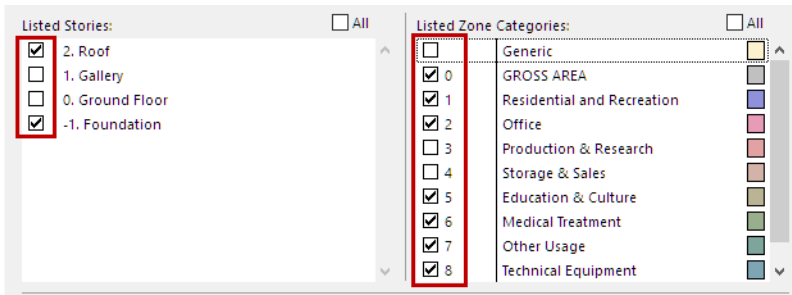 Listed Stories:
All
2. Roof
1. Gallery
0. Ground Floor
-1. Foundation
Listed Zone Categories:
All
Generic
0 GROSS AREA
1 Residential and Recreation
2 Office
3 Production & Research
4 Storage & Sales
5 Education & Culture
6 Medical Treatment
7 Other Usage
8 Technical Equipment